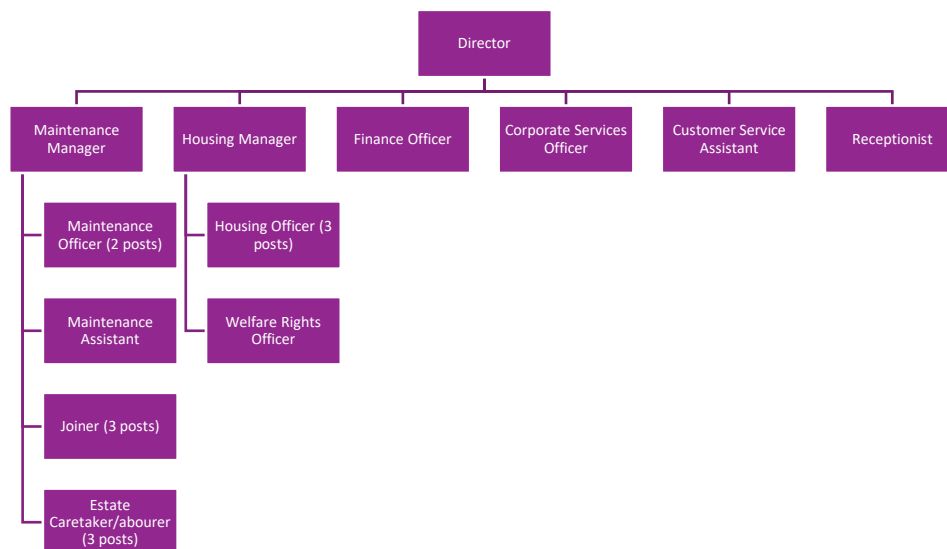 Director
Maintenance
Manager
Housing Manager
Finance Officer
Corporate Services
Officer
Customer Service
Assistant
Receptionist
Maintenance
Officer (2 posts)
Housing Officer (3
posts)
Maintenance
Assistant
Welfare Rights
Officer
Joiner (3 posts)
Estate
Caretaker/abourer
(3 posts)